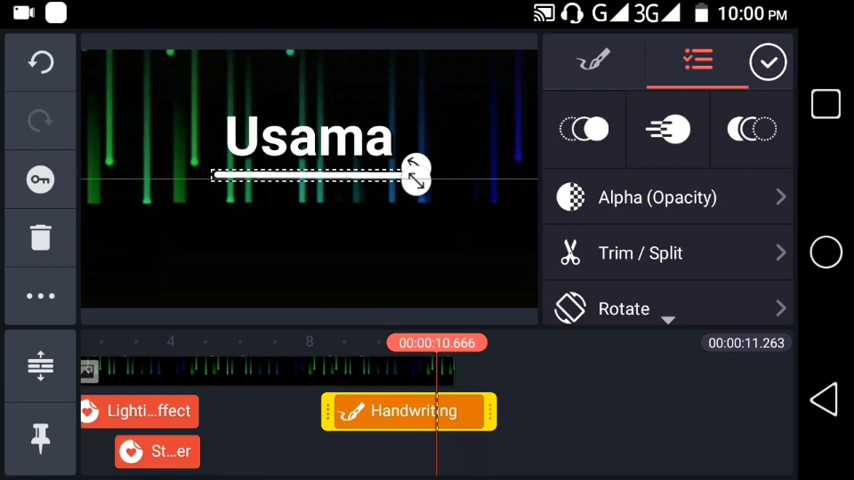 G 3G 10:00 PM
Usama
Alpha (Opacity)
Trim / Split
Rotate
4 8 00:00:10.666 00:00:11.263
Lighti...ffect
Handwriting
St...er